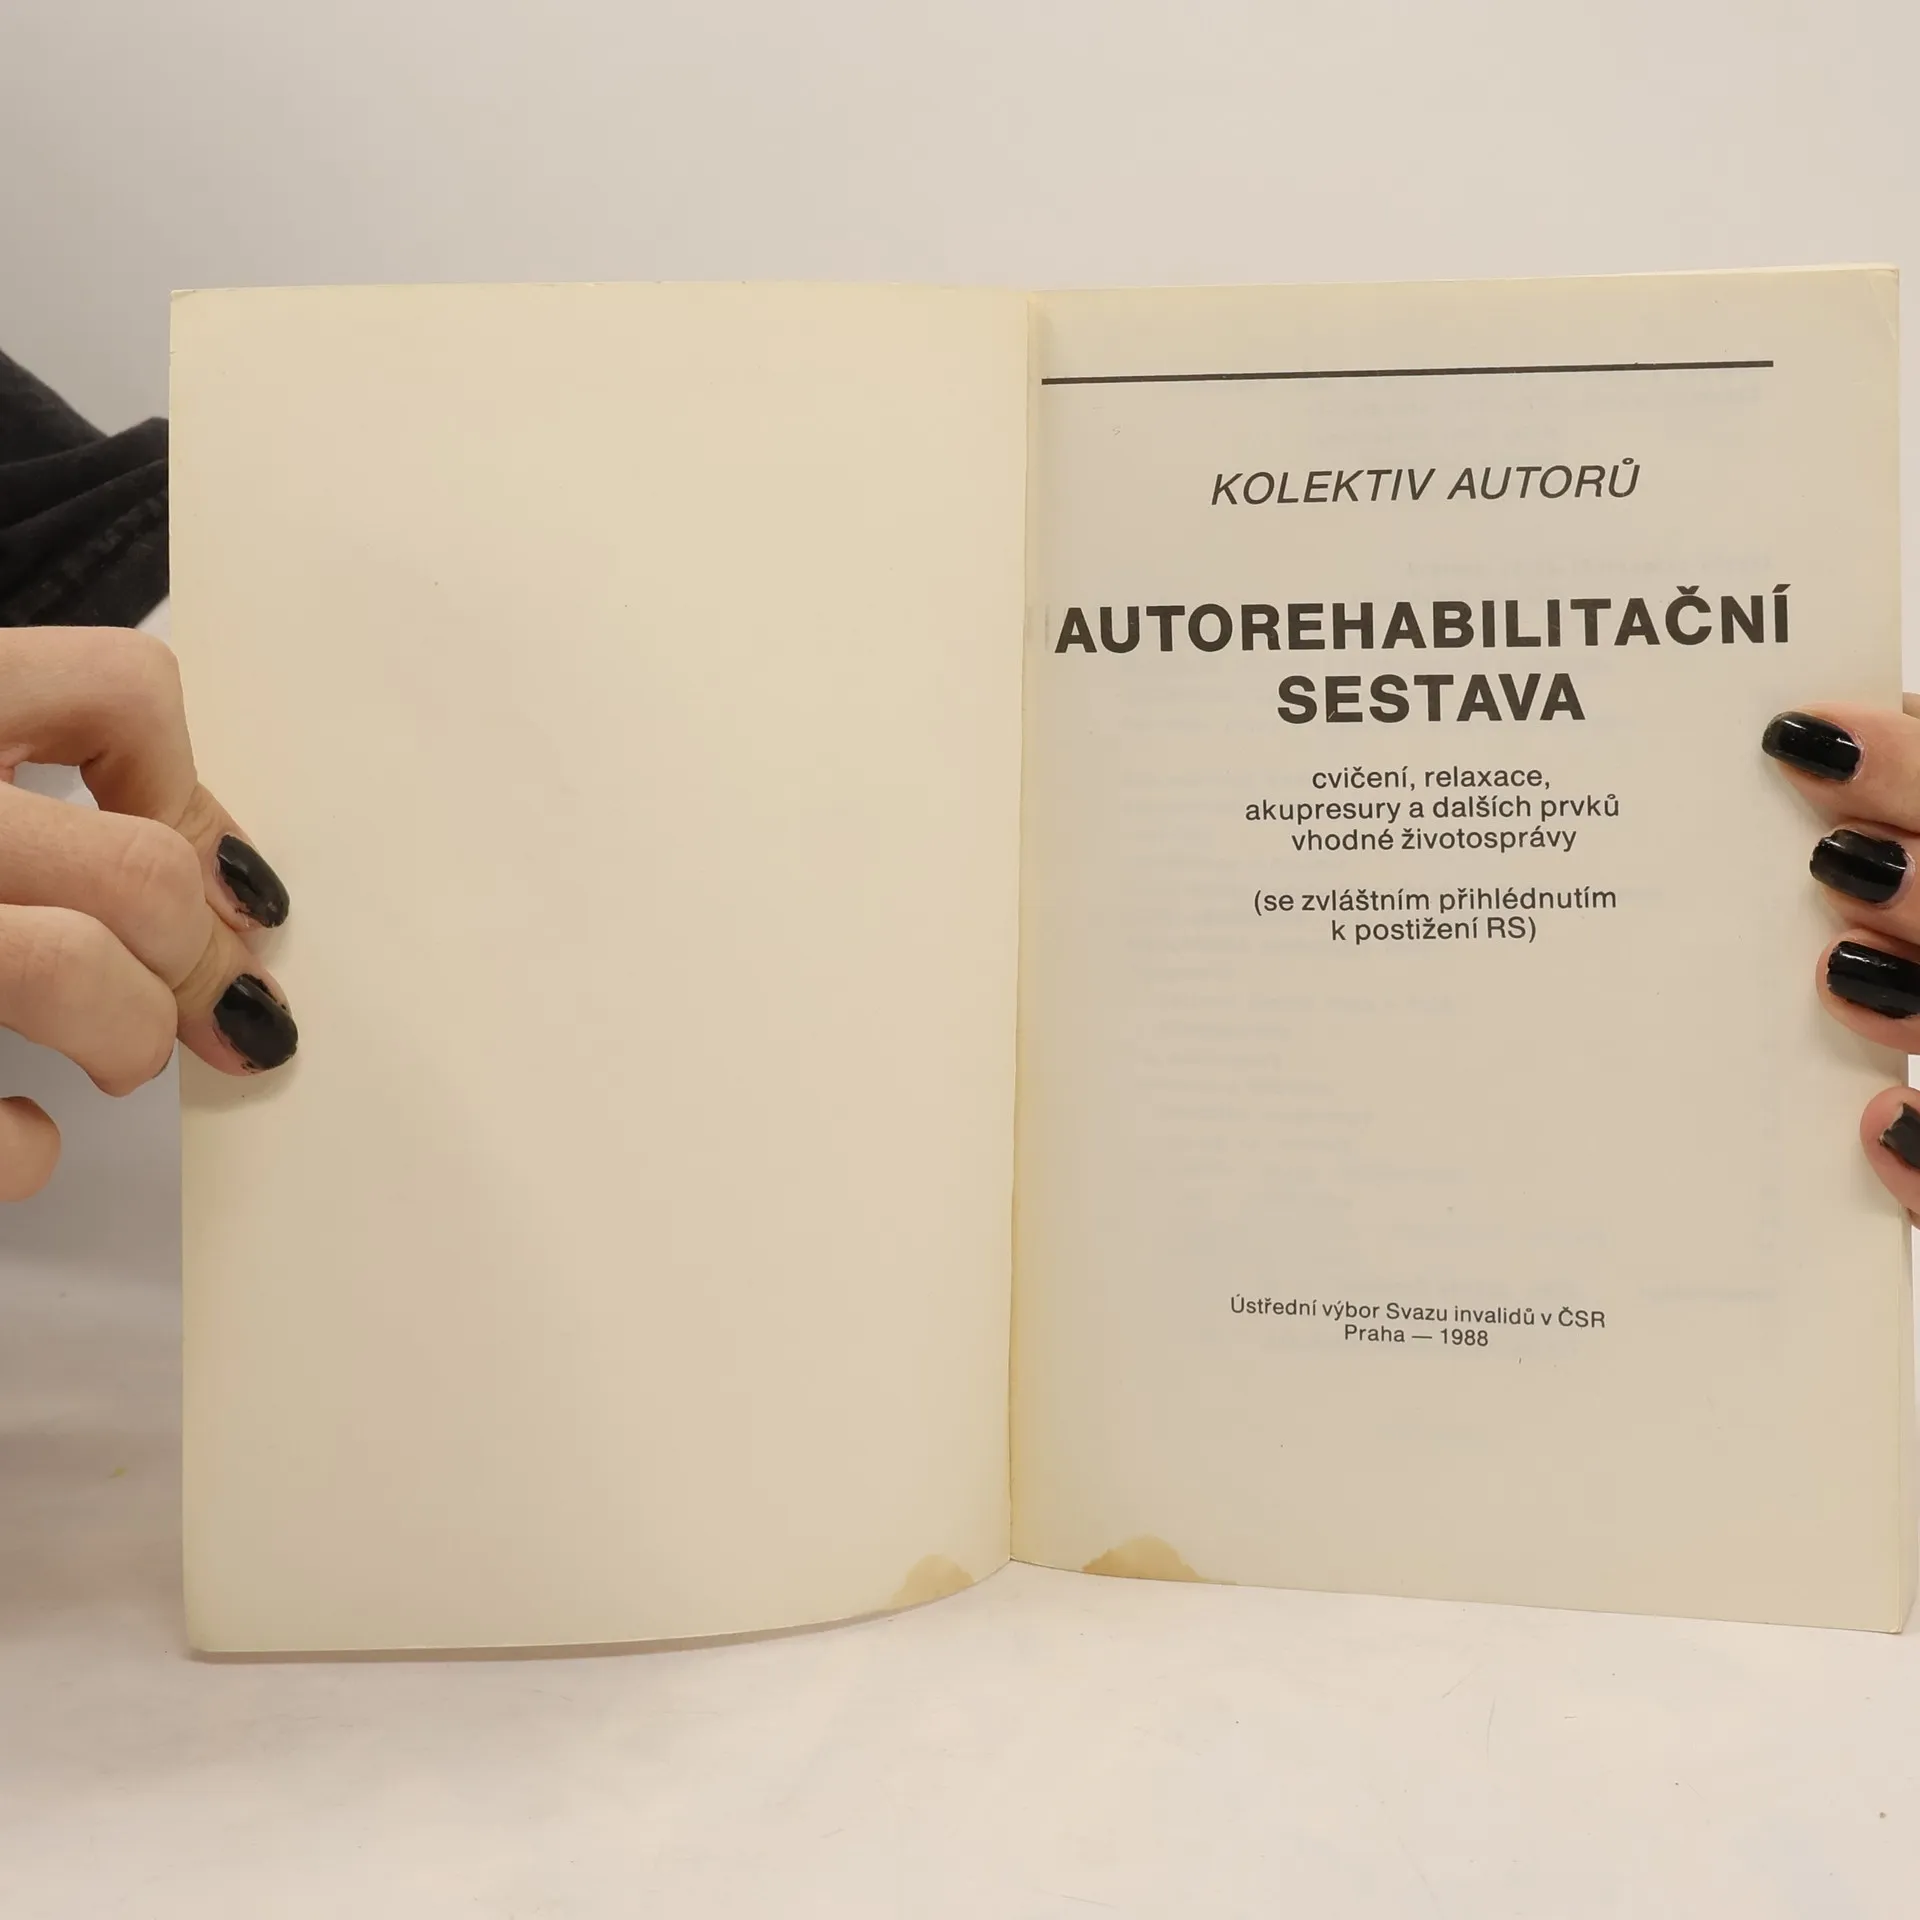 KOLEKTIV AUTORŮ
AUTOREHABILITAČNÍ
SESTAVA
cvičení, relaxace,
akupresury a dalších prvků
vhodné životosprávy
(se zvláštním přihlédnutím
k postižení RS)
Ústřední výbor Svazu invalidů v ČSR
Praha — 1988